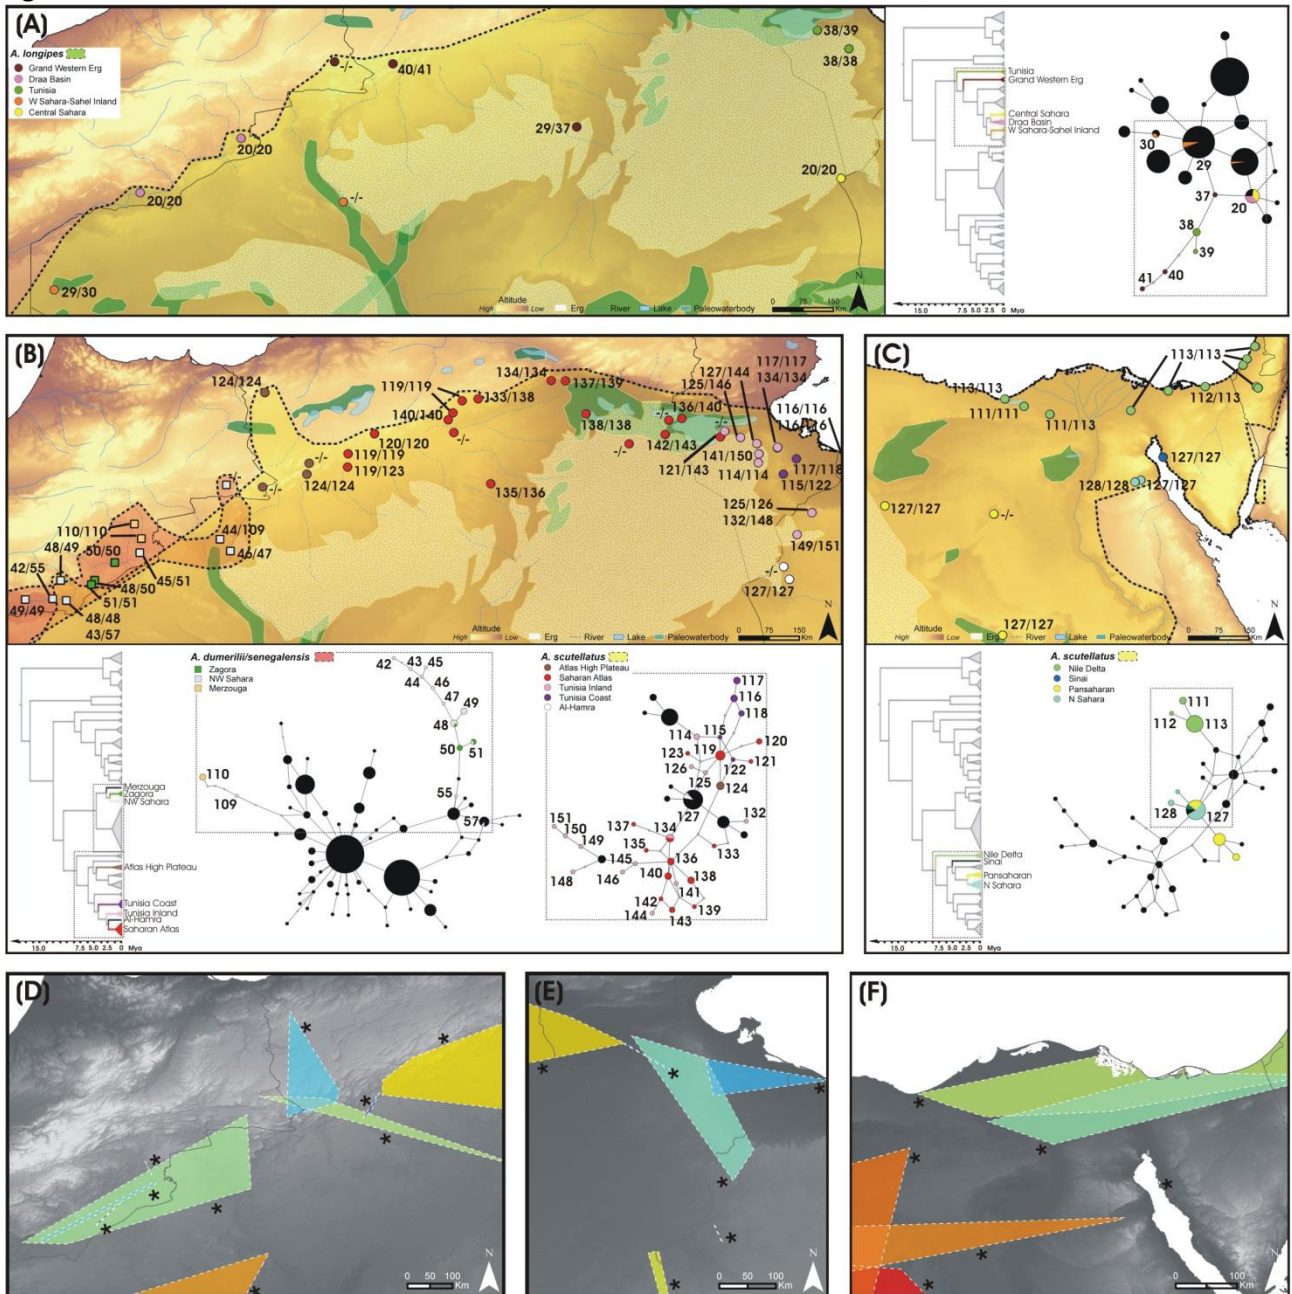 (A)
A. longipes
Grand Western Erg
Draa Basin
Tunisia
W Sahara-Sahel Inland
Central Sahara
-/-
40/41
38/39
38/38
29/37
20/20
20/20
-/-
20/20
29/30
Altitude
High
Low
Erg
River
Lake
Paleowaterbody
0 75 150
Km
N
Tunisia
Grand Western Erg
Central Sahara
Draa Basin
W Sahara-Sahel Inland
15.0 7.5 5.0 2.5 0 Mya
30
29
37
20
38
39
40
41
(B)
124/124
119/119
134/134
137/139
133/138
140/140
-/-
120/120
119/119
119/123
-/-
124/124
-/-
-/-
135/136
138/138
136/140
142/143
-/-
-/-
121/143
125/146
127/144
117/117
134/134
116/116
141/150
114/114
117/118
115/122
125/126
132/148
149/151
-/-
127/127
110/110
50/50
48/49
42/55
49/49
44/109
46/47
45/51
48/50
51/51
48/48
43/57
Altitude
High
Low
Erg
River
Lake
Paleowaterbody
0 75 150
Km
N
A. dumerilii/senegalensis
Zagora
NW Sahara
Merzouga
Merzouga
Zagora
NW Sahara
Atlas High Plateau
Tunisia Coast
Tunisia Inland
Al-Hamra
Saharan Atlas
15.0 7.5 5.0 2.5 0 Mya
42
43
45
44
46
47
49
48
50
51
55
57
110
109
A. scutellatus
Atlas High Plateau
Saharan Atlas
Tunisia Inland
Tunisia Coast
Al-Hamra
117
116
118
114
115
119
120
123
121
122
126
125
124
127
132
133
151
150
149
148
137
134
135
136
145
146
140
138
141
142
139
144
143
(C)
113/113
113/113
111/111
111/113
112/113
127/127
128/128
127/127
127/127
-/-
127/127
Altitude
High
Low
Erg
River
Lake
Paleowaterbody
0 75 150
Km
N
A. scutellatus
Nile Delta
Sinai
Pansaharan
N Sahara
Nile Delta
Sinai
Pansaharan
N Sahara
15.0 7.5 5.0 2.5 0 Mya
111
112
113
128
127
(D)
0 50 100
Km
N
(E)
N
(F)
0 100
Km
N